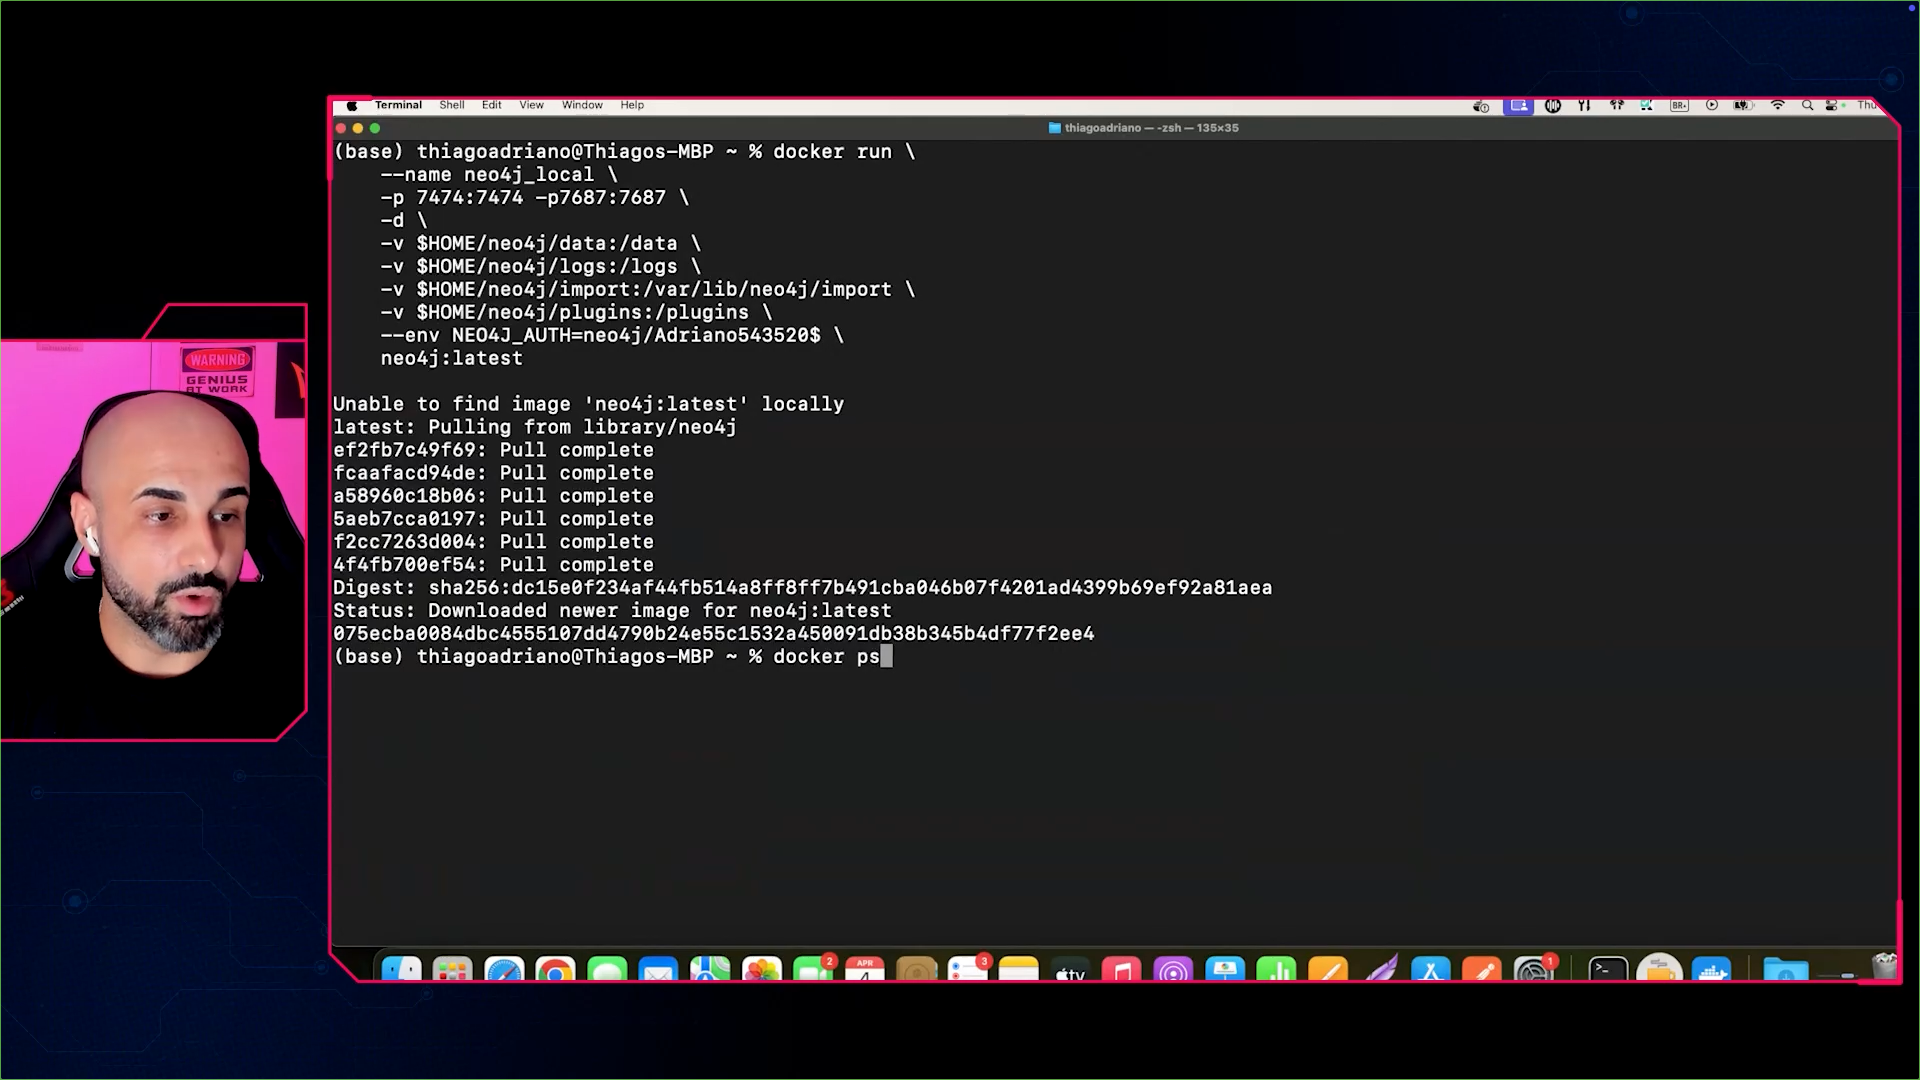 Terminal Shell Edit View Window Help BR Thu
thiagoadriano — -zsh — 135×35
(base) thiagoadriano@Thiagos-MBP ~ % docker run \
--name neo4j_local \
-p 7474:7474 -p7687:7687 \
-d \
-v $HOME/neo4j/data:/data \
-v $HOME/neo4j/logs:/logs \
-v $HOME/neo4j/import:/var/lib/neo4j/import \
-v $HOME/neo4j/plugins:/plugins \
--env NEO4J_AUTH=neo4j/Adriano543520$ \
neo4j:latest
Unable to find image 'neo4j:latest' locally
latest: Pulling from library/neo4j
ef2fb7c49f69: Pull complete
fcaafacd94de: Pull complete
a58960c18b06: Pull complete
5aeb7cca0197: Pull complete
f2cc7263d004: Pull complete
4f4fb700ef54: Pull complete
Digest: sha256:dc15e0f234af44fb514a8ff8ff7b491cba046b07f4201ad4399b69ef92a81aea
Status: Downloaded newer image for neo4j:latest
075ecba0084dbc4555107dd4790b24e55c1532a450091db38b345b4df77f2ee4
(base) thiagoadriano@Thiagos-MBP ~ % docker ps
WARNING
GENIUS
AT WORK
2
APR
4
3
tv
1